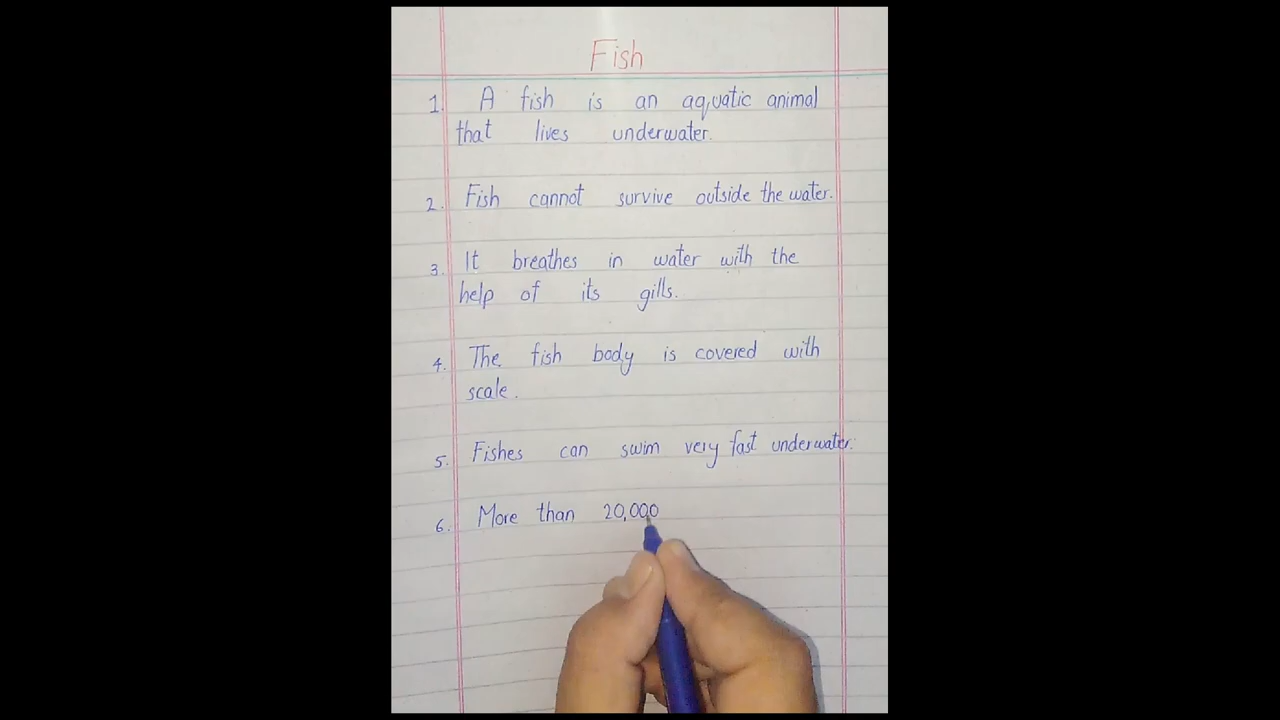 Fish
1. A fish is an aquatic animal
that lives underwater.
2. Fish cannot survive outside the water.
3. It breathes in water with the
help of its gills.
4. The fish body is covered with
scale.
5. Fishes can swim very fast underwater.
6. More than 20,000